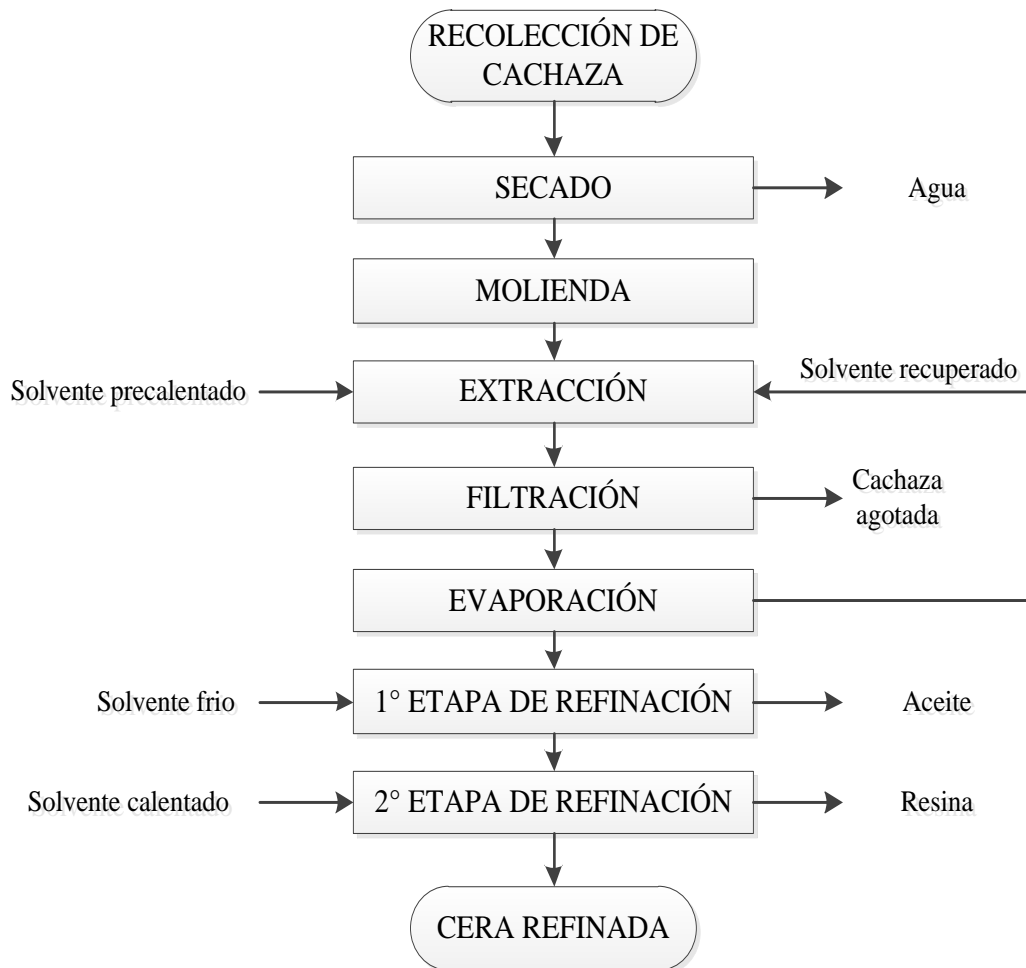 RECOLECCIÓN DE
CACHAZA
SECADO
Agua
MOLIENDA
Solvente precalentado
EXTRACCIÓN
Solvente recuperado
FILTRACIÓN
Cachaza
agotada
EVAPORACIÓN
Solvente frio
1° ETAPA DE REFINACIÓN
Aceite
Solvente calentado
2° ETAPA DE REFINACIÓN
Resina
CERA REFINADA